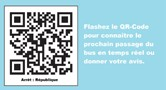 Flashez le QR-Code
pour connaître le
prochain passage du
bus en temps réel ou
donner votre avis.
Arrêt : République